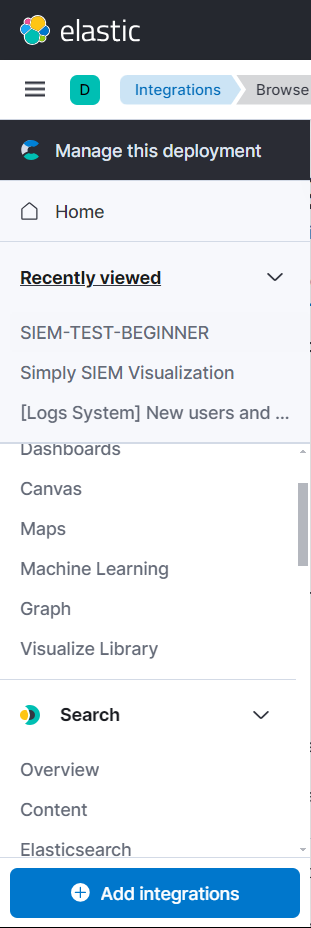 elastic
D
Integrations
Browse
Manage this deployment
Home
Recently viewed
SIEM-TEST-BEGINNER
Simply SIEM Visualization
[Logs System] New users and ...
Dashboards
Canvas
Maps
Machine Learning
Graph
Visualize Library
Search
Overview
Content
Elasticsearch
Add integrations